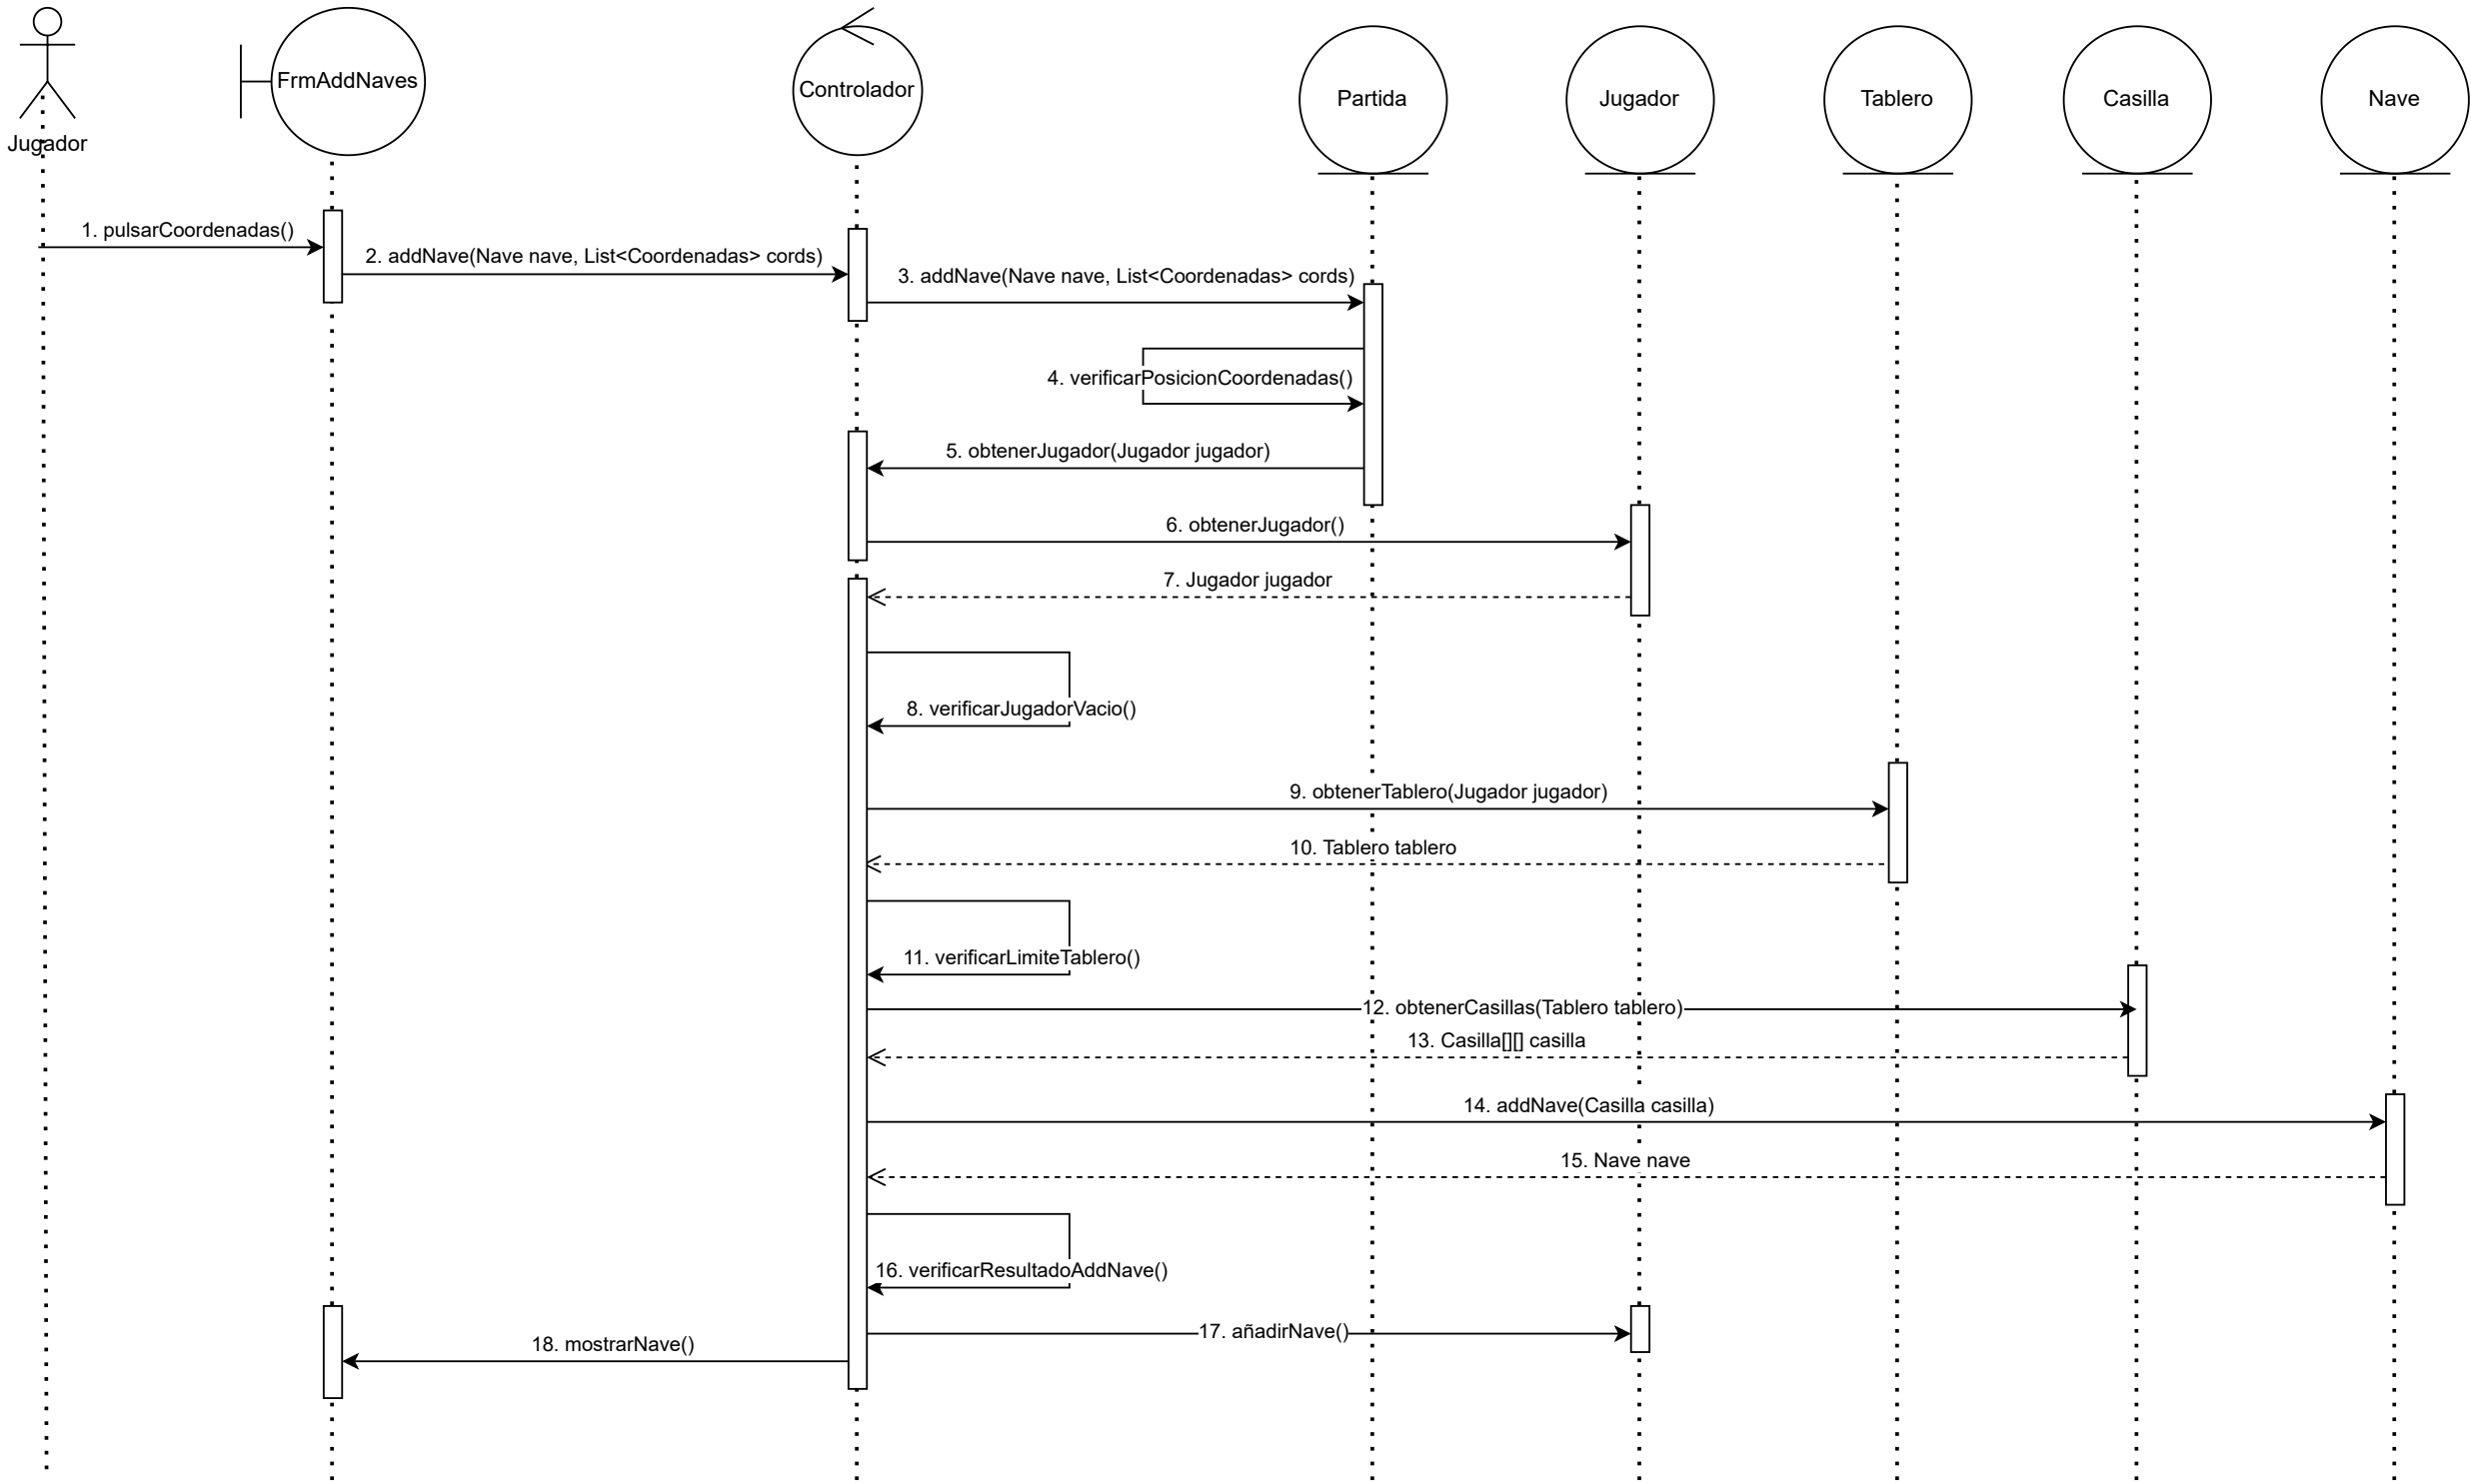 Jugador
FrmAddNaves
Controlador
Partida
Jugador
Tablero
Casilla
Nave
1. pulsarCoordenadas()
2. addNave(Nave nave, List<Coordenadas> cords)
3. addNave(Nave nave, List<Coordenadas> cords)
4. verificarPosicionCoordenadas()
5. obtenerJugador(Jugador jugador)
6. obtenerJugador()
7. Jugador jugador
8. verificarJugadorVacio()
9. obtenerTablero(Jugador jugador)
10. Tablero tablero
11. verificarLimiteTablero()
12. obtenerCasillas(Tablero tablero)
13. Casilla[][] casilla
14. addNave(Casilla casilla)
15. Nave nave
16. verificarResultadoAddNave()
17. añadirNave()
18. mostrarNave()